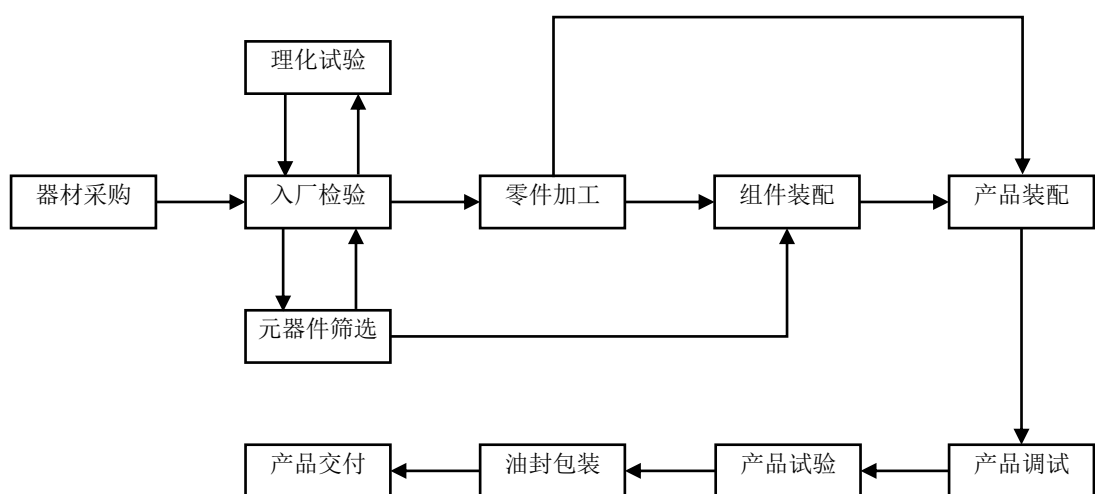 理化试验
器材采购
入厂检验
零件加工
组件装配
产品装配
元器件筛选
产品交付
油封包装
产品试验
产品调试